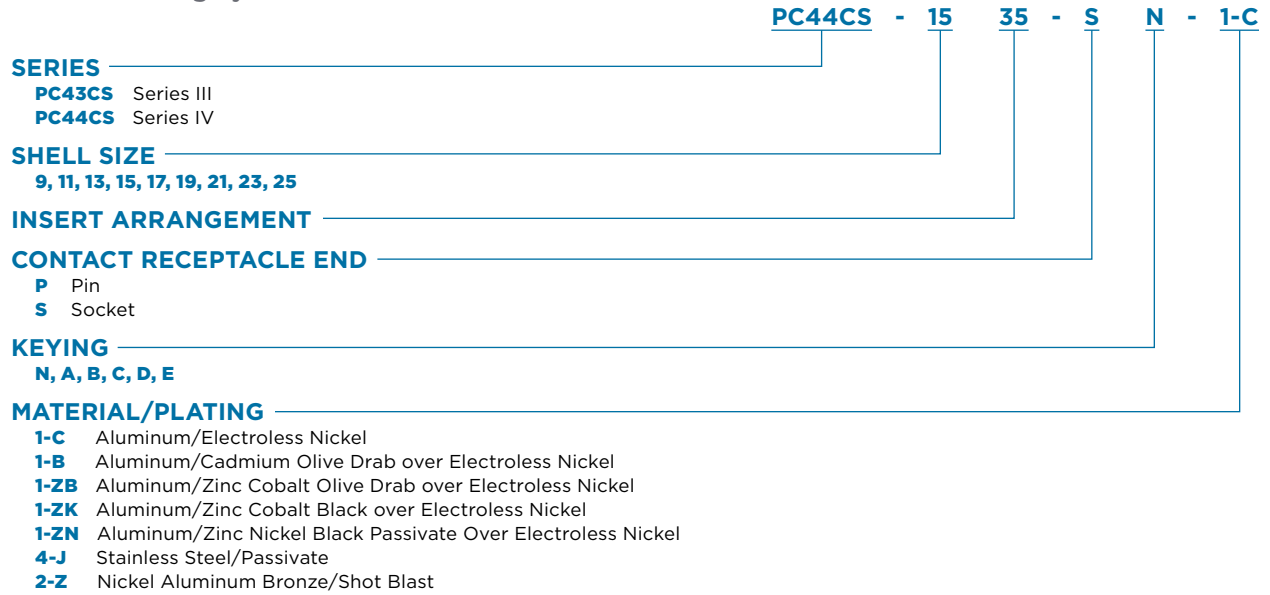 PC44CS - 15 35 - S N - 1-C
SERIES
PC43CS Series III
PC44CS Series IV
SHELL SIZE
9, 11, 13, 15, 17, 19, 21, 23, 25
INSERT ARRANGEMENT
CONTACT RECEPTACLE END
P Pin
S Socket
KEYING
N, A, B, C, D, E
MATERIAL/PLATING
1-C Aluminum/Electroless Nickel
1-B Aluminum/Cadmium Olive Drab over Electroless Nickel
1-ZB Aluminum/Zinc Cobalt Olive Drab over Electroless Nickel
1-ZK Aluminum/Zinc Cobalt Black over Electroless Nickel
1-ZN Aluminum/Zinc Nickel Black Passivate Over Electroless Nickel
4-J Stainless Steel/Passivate
2-Z Nickel Aluminum Bronze/Shot Blast